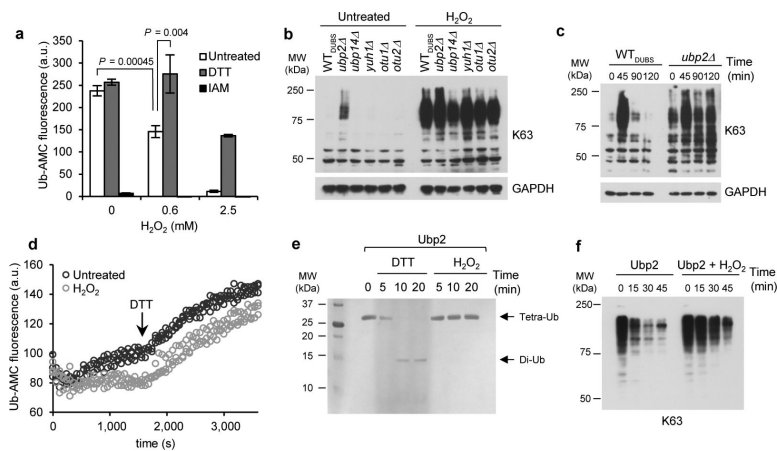 a
P = 0.004
P = 0.00045
Untreated
DTT
IAM
Ub-AMC fluorescence (a.u.)
350
300
250
200
150
100
50
0
0
0.6
2.5
H₂O₂ (mM)
b
Untreated
H₂O₂
MW (kDa)
WT DUBS
ubp2Δ
ubp14Δ
yuh1Δ
otu1Δ
otu2Δ
WT DUBS
ubp2Δ
ubp14Δ
yuh1Δ
otu1Δ
otu2Δ
250
75
50
K63
GAPDH
c
WT DUBS
ubp2Δ
Time (min)
MW (kDa)
0 45 90 120
0 45 90 120
250
75
50
K63
GAPDH
d
Untreated
H₂O₂
DTT
Ub-AMC fluorescence (a.u.)
160
140
120
100
80
60
0
1,000
2,000
3,000
time (s)
e
Ubp2
DTT
H₂O₂
Time (min)
MW (kDa)
0 5 10 20 5 10 20
37
25
20
15
10
Tetra-Ub
Di-Ub
f
Ubp2
Ubp2 + H₂O₂
MW (kDa)
0 15 30 45
0 15 30 45
250
75
50
K63